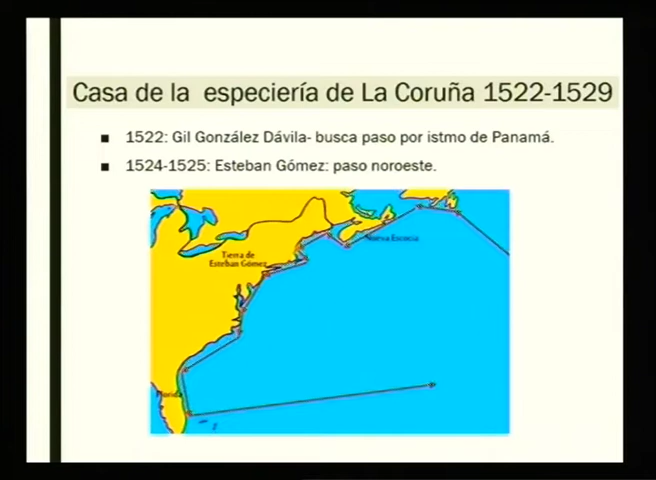 Casa de la especiería de La Coruña 1522-1529
1522: Gil González Dávila- busca paso por istmo de Panamá.
1524-1525: Esteban Gómez: paso noroeste.
Nueva Escocia
Tierra de
Esteban Gómez
Florida